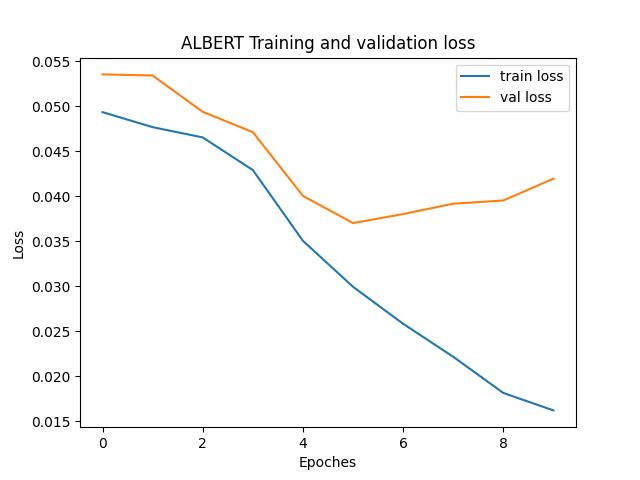 ALBERT Training and validation loss
train loss
val loss
0.055
0.050
0.045
0.040
0.035
0.030
0.025
0.020
0.015
Loss
0 2 4 6 8
Epoches